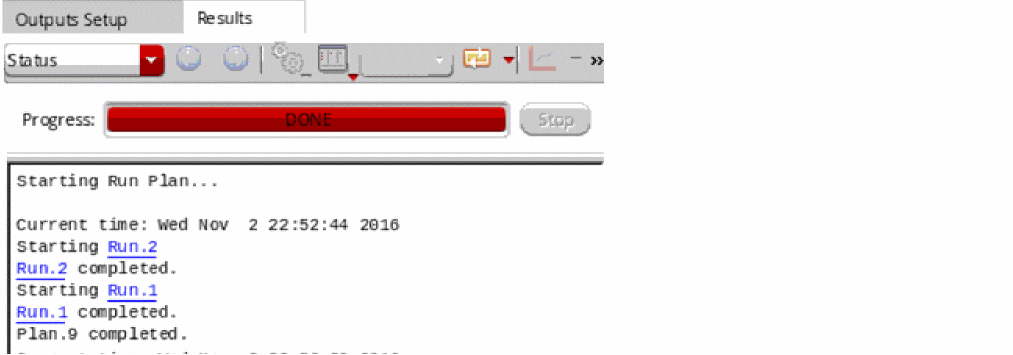 Outputs Setup Results
Status »
Progress: DONE Stop
Starting Run Plan...
Current time: Wed Nov  2 22:52:44 2016
Starting Run.2
Run.2 completed.
Starting Run.1
Run.1 completed.
Plan.9 completed.